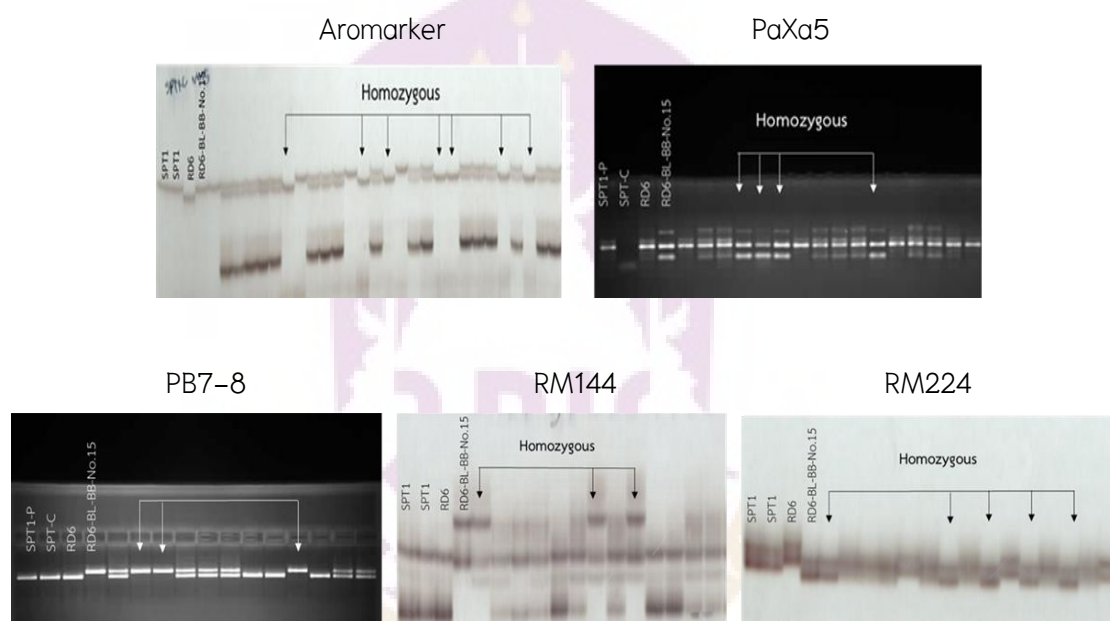 Aromarker
PaXa5
SPT1
SPT1
RD6
RD6-BL-BB-No.15
Homozygous
SPT1-P
SPT-C
RD6
RD6-BL-BB-No.15
Homozygous
PB7-8
RM144
RM224
SPT1-P
SPT-C
RD6
RD6-BL-BB-No.15
SPT1
SPT1
RD6
RD6-BL-BB-No.15
Homozygous
SPT1
SPT1
RD6
RD6-BL-BB-No.15
Homozygous